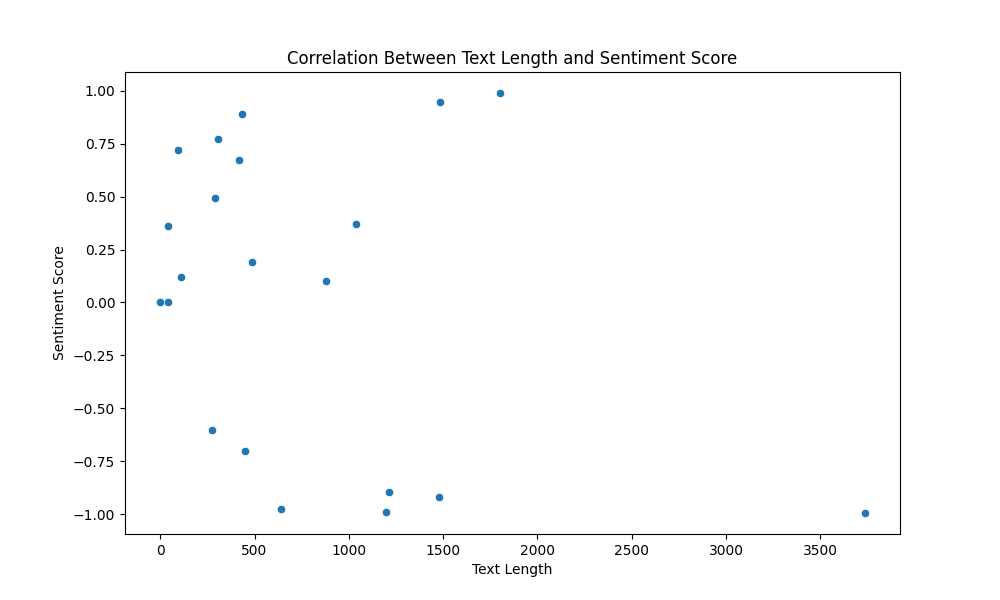 Correlation Between Text Length and Sentiment Score
1.00
0.75
0.50
0.25
0.00
−0.25
−0.50
−0.75
−1.00
Sentiment Score
0 500 1000 1500 2000 2500 3000 3500
Text Length